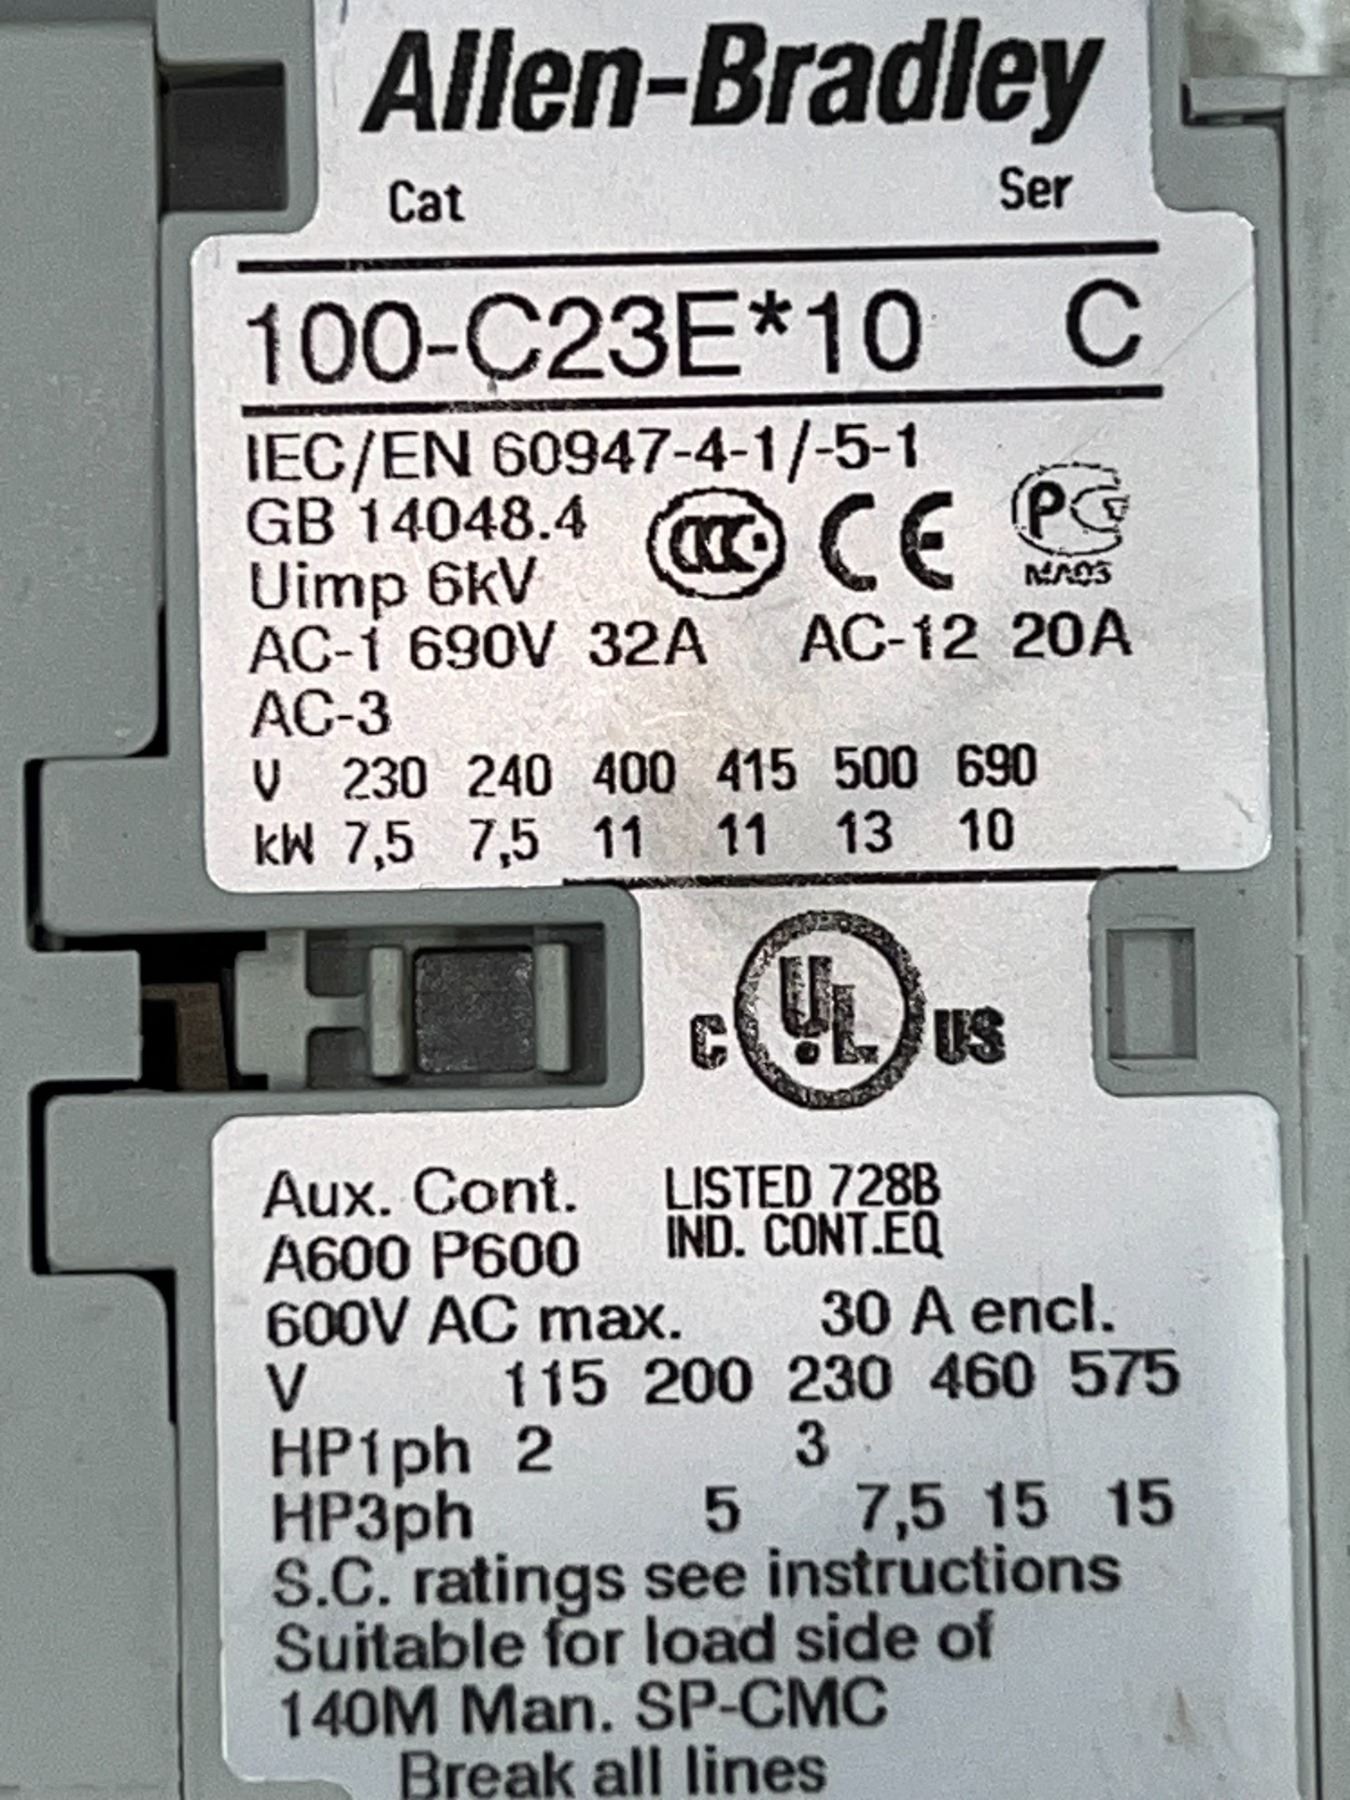 Allen-Bradley
Cat Ser
100-C23E*10 C
IEC/EN 60947-4-1/-5-1
GB 14048.4
CCC CE PC
MA03
Uimp 6kV
AC-1 690V 32A AC-12 20A
AC-3
V 230 240 400 415 500 690
kW 7,5 7,5 11 11 13 10
C UL US
Aux. Cont. LISTED 728B
A600 P600 IND. CONT.EQ
600V AC max. 30 A encl.
V 115 200 230 460 575
HP1ph 2 3
HP3ph 5 7,5 15 15
S.C. ratings see instructions
Suitable for load side of
140M Man. SP-CMC
Break all lines